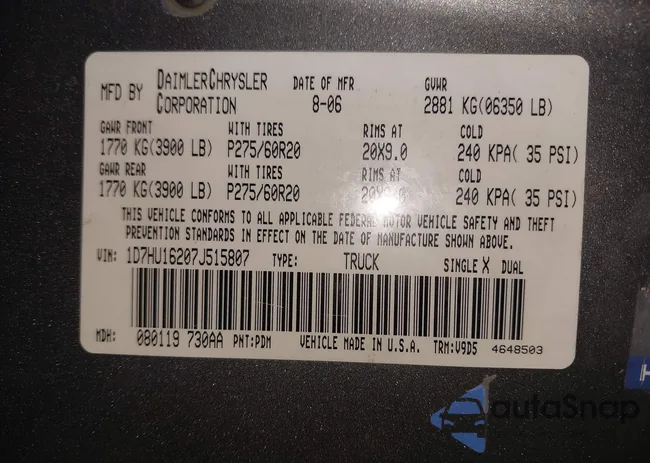 MFD BY DAIMLERCHRYSLER CORPORATION DATE OF MFR 8-06 GVWR 2881 KG(06350 LB)
GAWR FRONT WITH TIRES RIMS AT COLD
1770 KG(3900 LB) P275/60R20 20X9.0 240 KPA( 35 PSI)
GAWR REAR WITH TIRES RIMS AT COLD
1770 KG(3900 LB) P275/60R20 20X9.0 240 KPA( 35 PSI)
THIS VEHICLE CONFORMS TO ALL APPLICABLE FEDERAL MOTOR VEHICLE SAFETY AND THEFT
PREVENTION STANDARDS IN EFFECT ON THE DATE OF MANUFACTURE SHOWN ABOVE.
VIN: 1D7HU16207J515807 TYPE: TRUCK SINGLE X DUAL
MDH: 080119 730AA PNT:PDM VEHICLE MADE IN U.S.A. TRM:V9D5 4648503
autaSnap